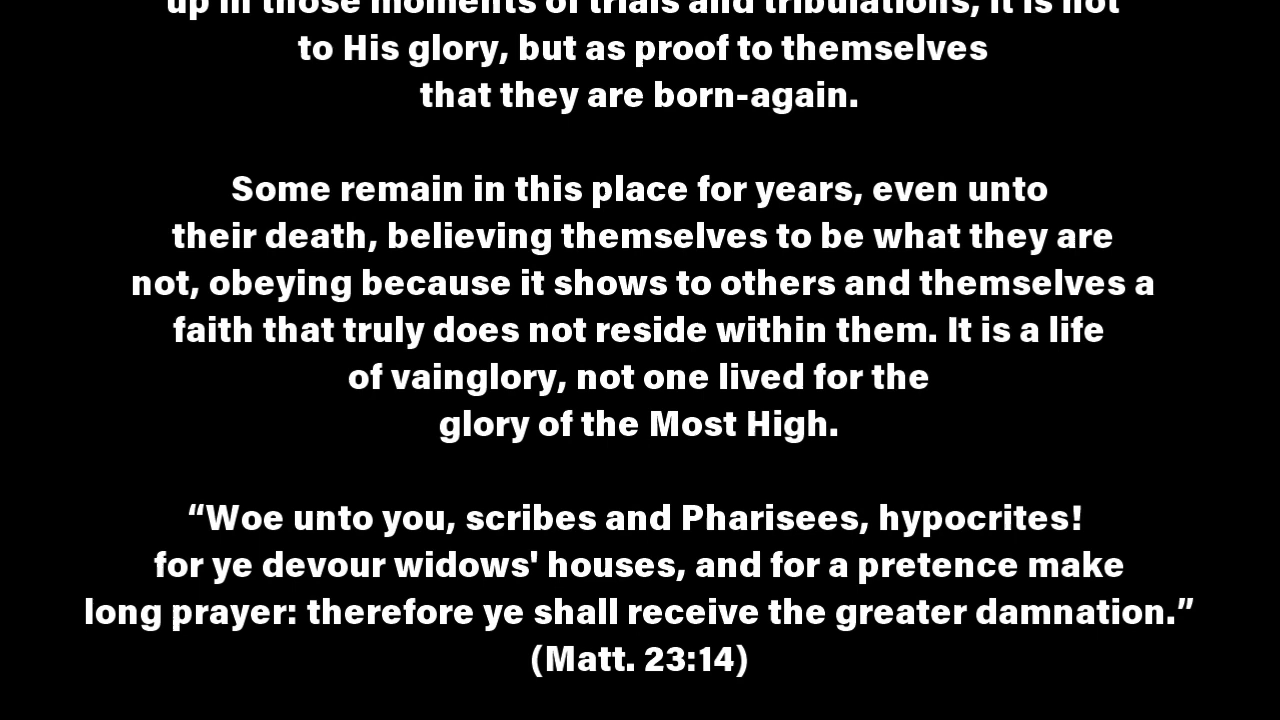 up in those moments of trials and tribulations, it is not
to His glory, but as proof to themselves
that they are born-again.
Some remain in this place for years, even unto
their death, believing themselves to be what they are
not, obeying because it shows to others and themselves a
faith that truly does not reside within them. It is a life
of vainglory, not one lived for the
glory of the Most High.
“Woe unto you, scribes and Pharisees, hypocrites!
for ye devour widows' houses, and for a pretence make
long prayer: therefore ye shall receive the greater damnation.”
(Matt. 23:14)